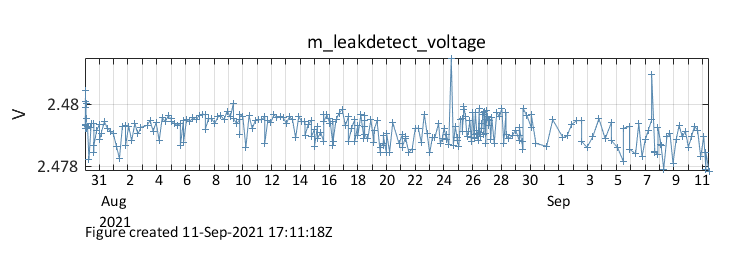 m_leakdetect_voltage
V
2.48
2.478
31 2 4 6 8 10 12 14 16 18 20 22 24 26 28 30 1 3 5 7 9 11
Aug Sep
2021
Figure created 11-Sep-2021 17:11:18Z